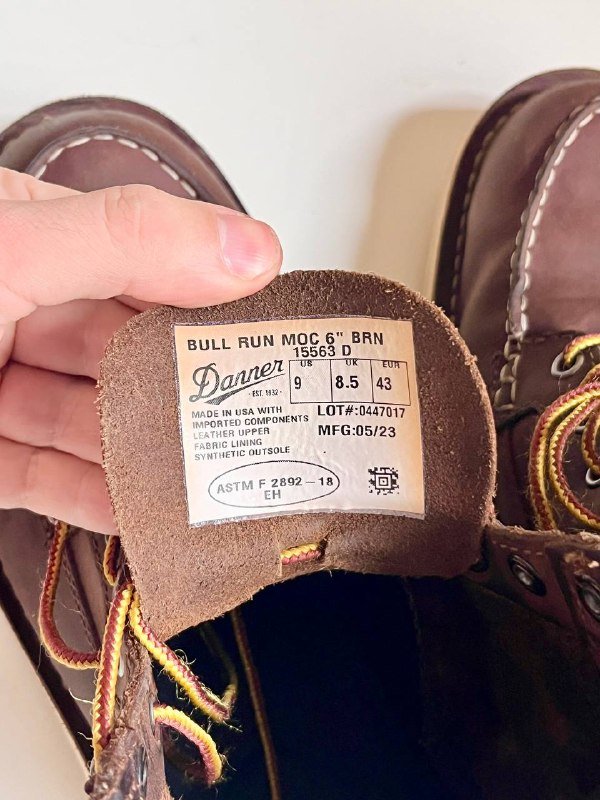 BULL RUN MOC 6" BRN
15563 D
Danner
· EST. 1932 ·
US UK EUR
9 8.5 43
MADE IN USA WITH
IMPORTED COMPONENTS
LEATHER UPPER
FABRIC LINING
SYNTHETIC OUTSOLE
LOT#:0447017
MFG:05/23
ASTM F 2892-18
EH